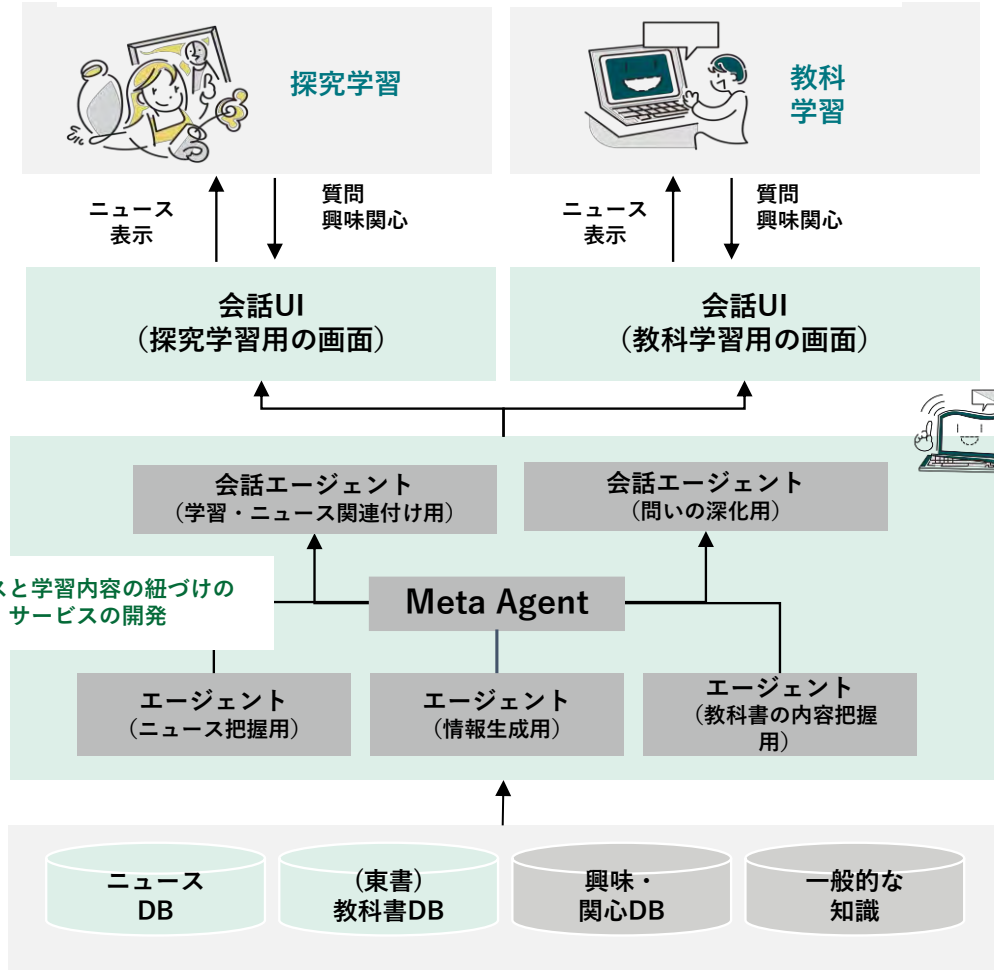 探究学習
教科
学習
ニュース
表示
質問
興味関心
ニュース
表示
質問
興味関心
会話UI
（探究学習用の画面）
会話UI
（教科学習用の画面）
会話エージェント
（学習・ニュース関連付け用）
会話エージェント
（問いの深化用）
スと学習内容の紐づけの
サービスの開発
Meta Agent
エージェント
（ニュース把握用）
エージェント
（情報生成用）
エージェント
（教科書の内容把握
用）
ニュース
DB
（東書）
教科書DB
興味・
関心DB
一般的な
知識